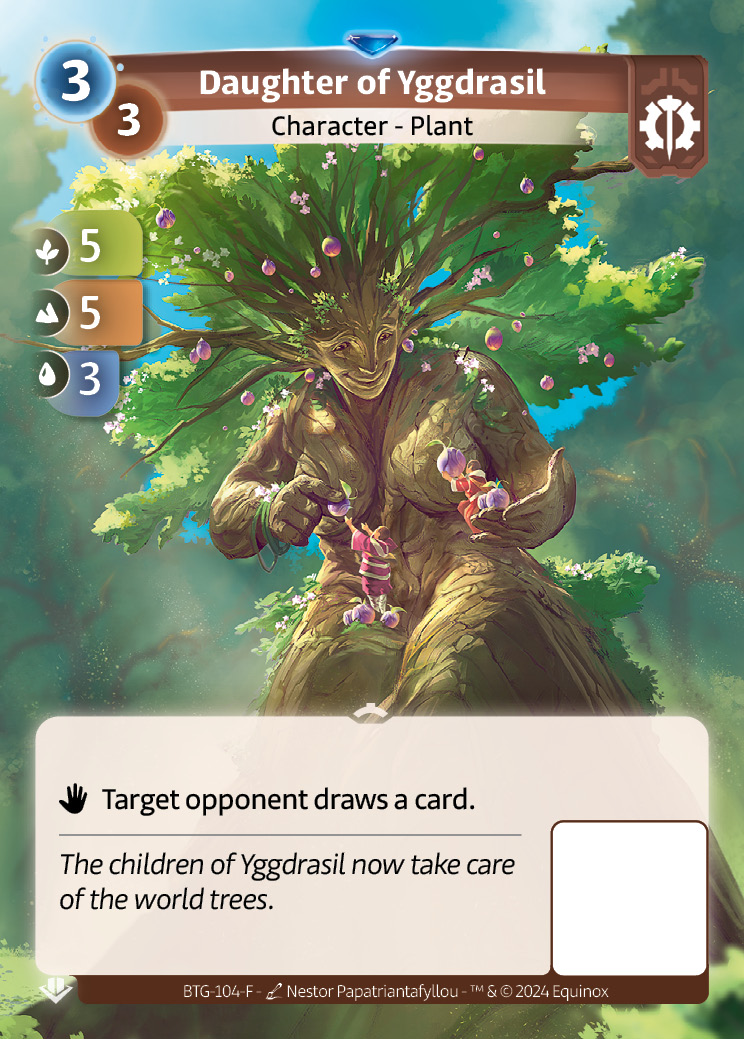 3
Daughter of Yggdrasil
3
Character - Plant
5
5
3
Target opponent draws a card.
The children of Yggdrasil now take care
of the world trees.
BTG-104-F - Nestor Papatriantafyllou - ™ & © 2024 Equinox